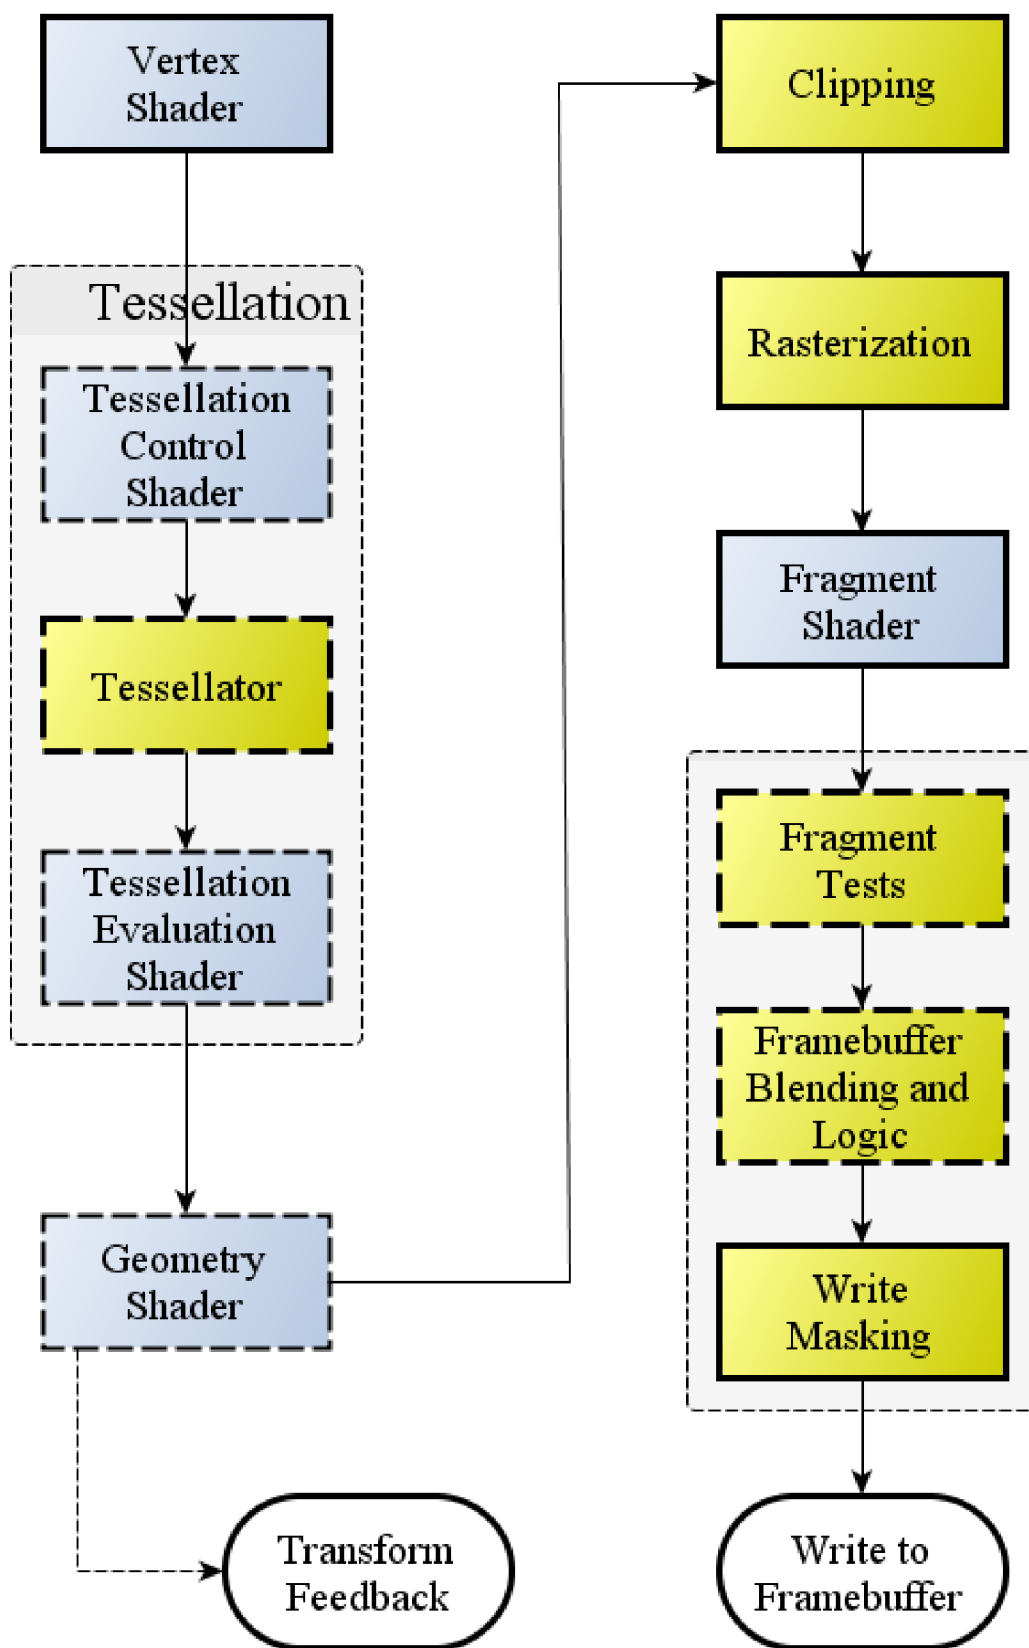 Vertex
Shader
Tessellation
Tessellation
Control
Shader
Tessellator
Tessellation
Evaluation
Shader
Geometry
Shader
Transform
Feedback
Clipping
Rasterization
Fragment
Shader
Fragment
Tests
Framebuffer
Blending and
Logic
Write
Masking
Write to
Framebuffer